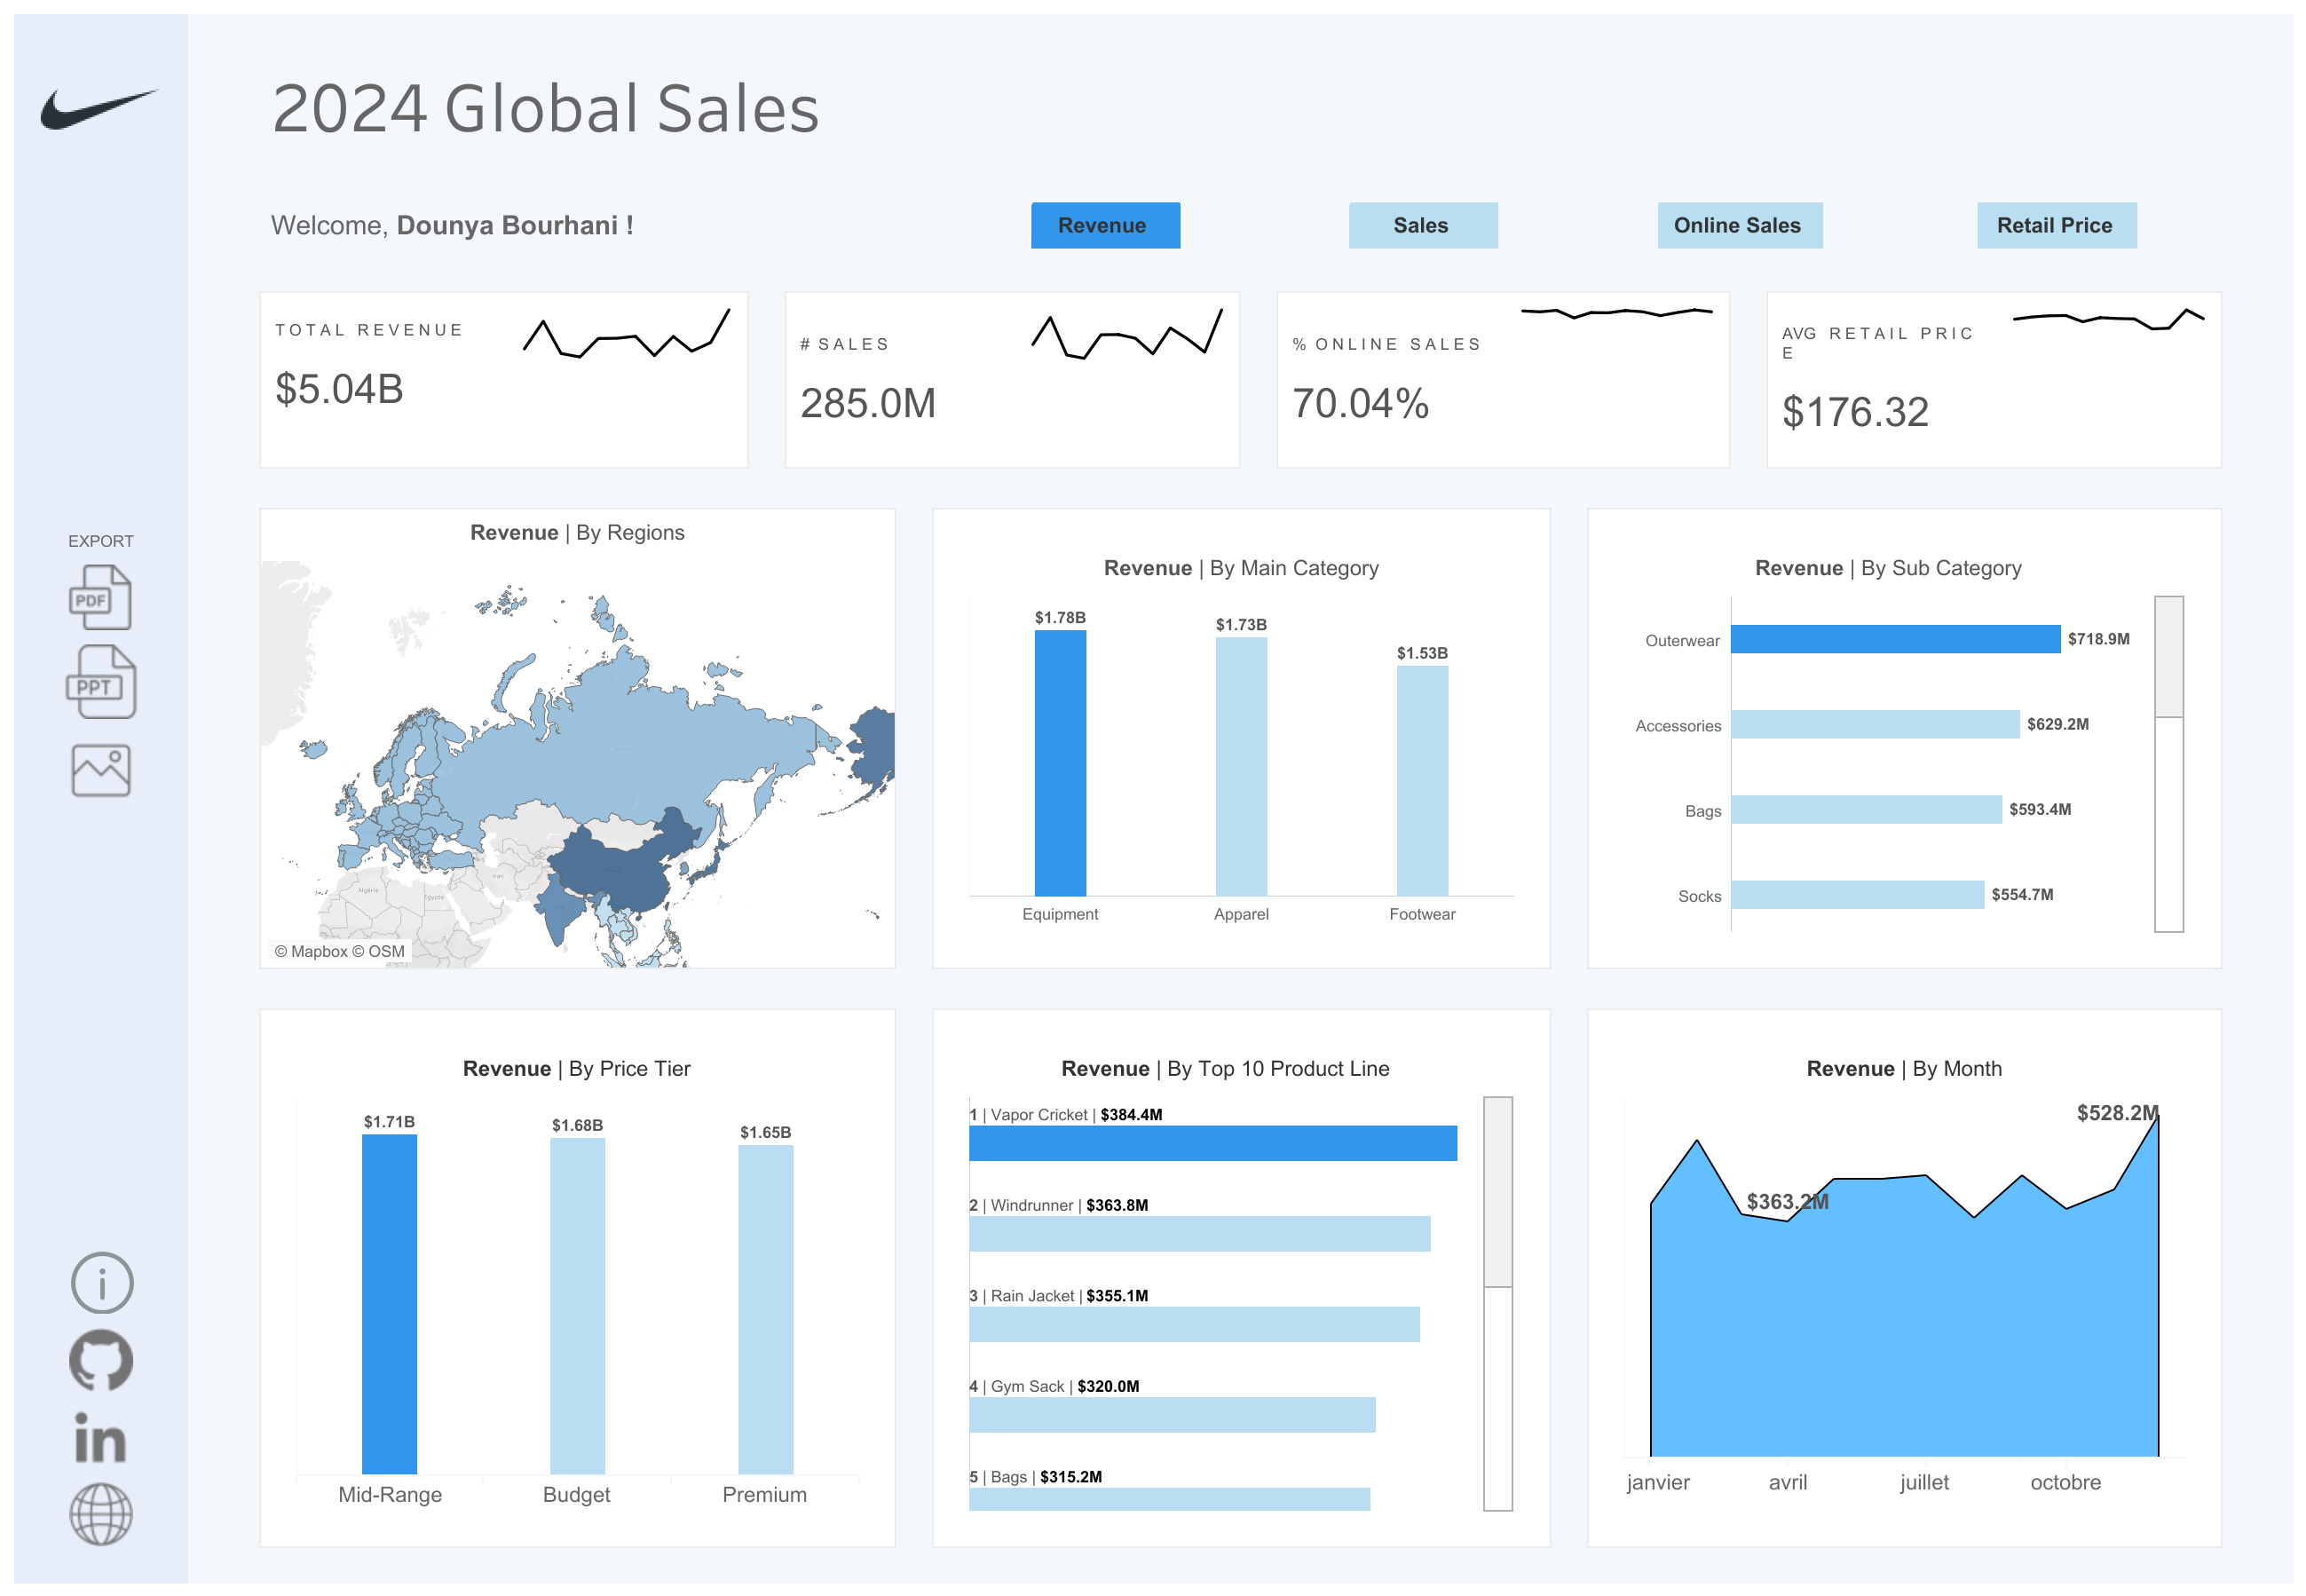 2024 Global Sales
Welcome, Dounya Bourhani !
Revenue
Sales
Online Sales
Retail Price
TOTAL REVENUE
$5.04B
# SALES
285.0M
% ONLINE SALES
70.04%
AVG RETAIL PRIC
E
$176.32
EXPORT
PDF
PPT
Revenue | By Regions
Algeria
Egypte
Iran
© Mapbox © OSM
Revenue | By Main Category
$1.78B
$1.73B
$1.53B
Equipment
Apparel
Footwear
Revenue | By Sub Category
Outerwear
$718.9M
Accessories
$629.2M
Bags
$593.4M
Socks
$554.7M
Revenue | By Price Tier
$1.71B
$1.68B
$1.65B
Mid-Range
Budget
Premium
Revenue | By Top 10 Product Line
1 | Vapor Cricket | $384.4M
2 | Windrunner | $363.8M
3 | Rain Jacket | $355.1M
4 | Gym Sack | $320.0M
5 | Bags | $315.2M
Revenue | By Month
$528.2M
$363.2M
janvier
avril
juillet
octobre
i
in